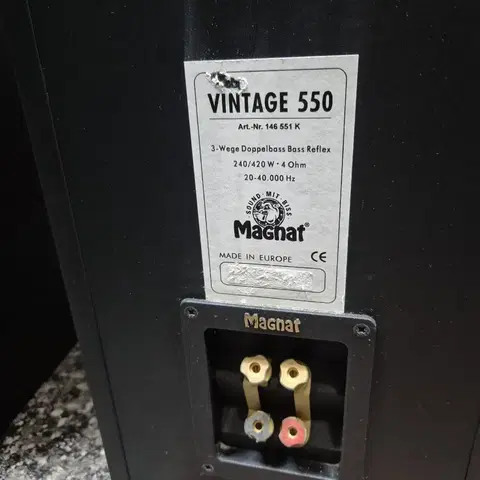 VINTAGE 550
Art.-Nr. 146 551 K
3-Wege Doppelbass Bass Reflex
240/420 W · 4 Ohm
20-40.000 Hz
SOUND · MIT · BISS
Magnat®
MADE IN EUROPE CE
Magnat